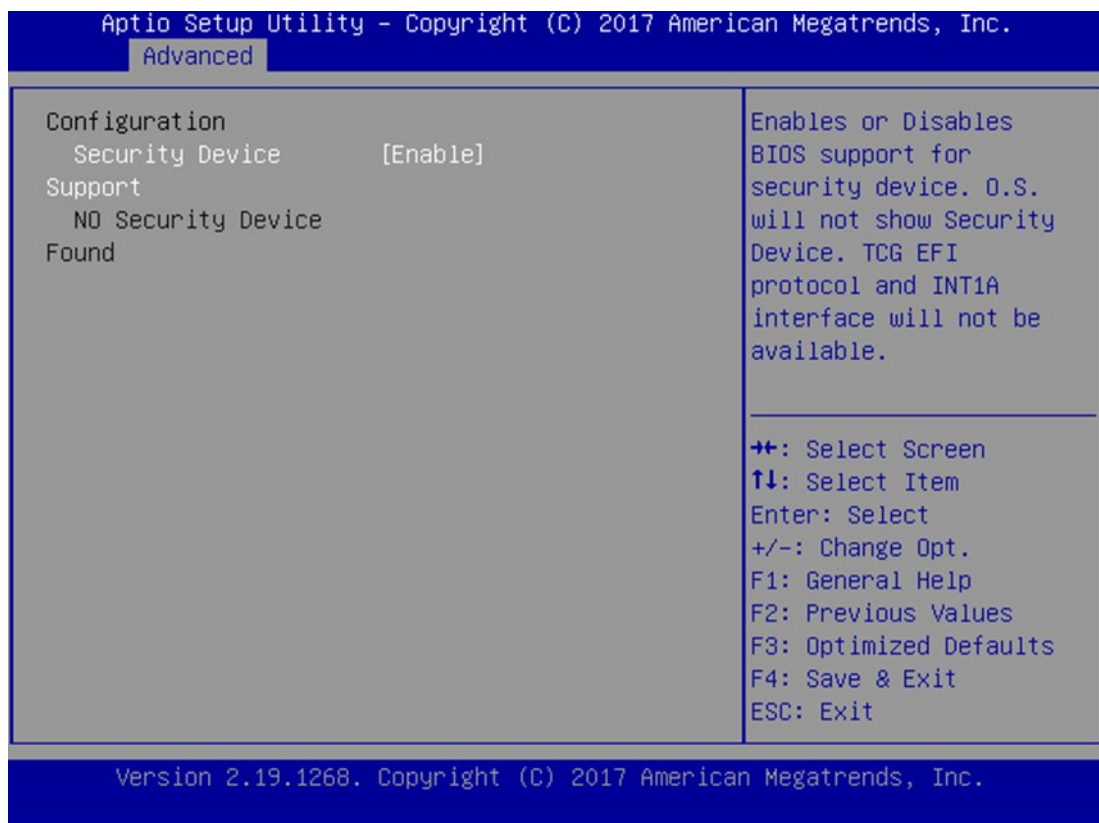 Aptio Setup Utility – Copyright (C) 2017 American Megatrends, Inc.
Advanced
Configuration
Security Device [Enable]
Support
NO Security Device
Found
Enables or Disables
BIOS support for
security device. O.S.
will not show Security
Device. TCG EFI
protocol and INT1A
interface will not be
available.
→←: Select Screen
↑↓: Select Item
Enter: Select
+/-: Change Opt.
F1: General Help
F2: Previous Values
F3: Optimized Defaults
F4: Save & Exit
ESC: Exit
Version 2.19.1268. Copyright (C) 2017 American Megatrends, Inc.